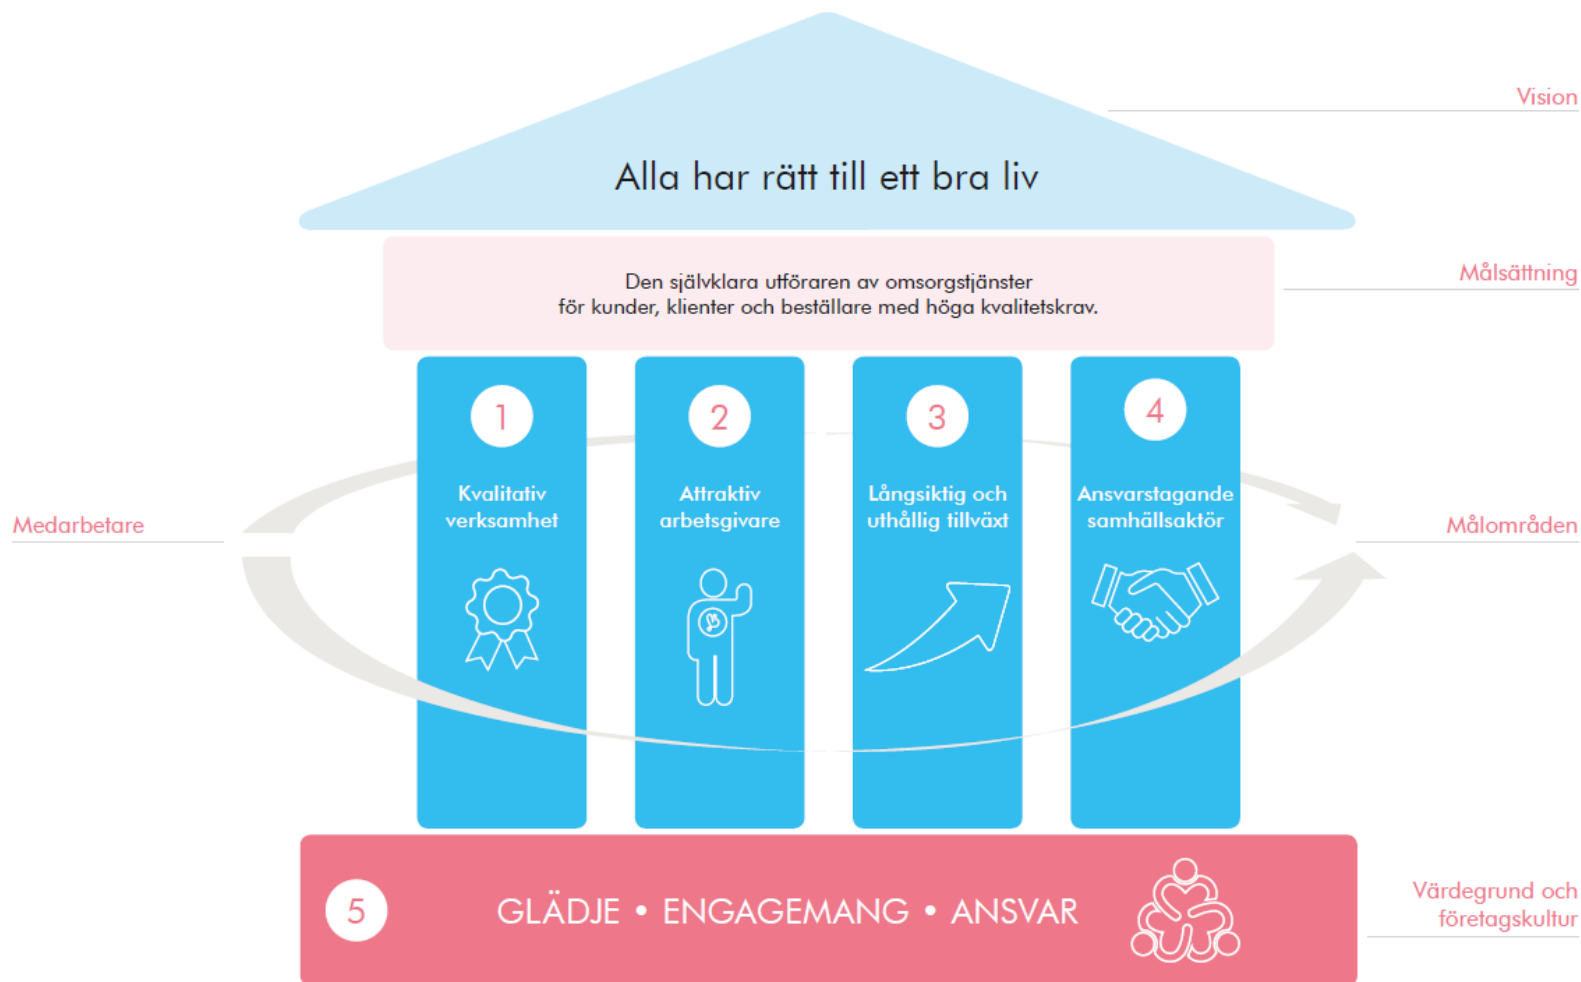 Vision
Alla har rätt till ett bra liv
Målsättning
Den självklara utföraren av omsorgstjänster
för kunder, klienter och beställare med höga kvalitetskrav.
1
Kvalitativ
verksamhet
2
Attraktiv
arbetsgivare
3
Långsiktig och
uthållig tillväxt
4
Ansvarstagande
samhällsaktör
Medarbetare
Målområden
5
GLÄDJE • ENGAGEMANG • ANSVAR
Värdegrund och
företagskultur